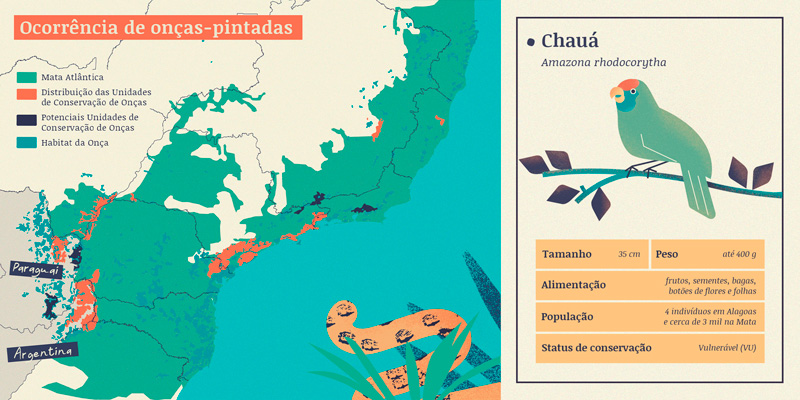 Ocorrência de onças-pintadas
Mata Atlântica
Distribuição das Unidades
de Conservação de Onças
Potenciais Unidades de
Conservação de Onças
Habitat da Onça
Paraguai
Argentina
Chauá
Amazona rhodocorytha
Tamanho 35 cm
Peso até 400 g
Alimentação
frutos, sementes, bagas,
botões de flores e folhas
População
4 indivíduos em Alagoas
e cerca de 3 mil na Mata
Status de conservação Vulnerável (VU)